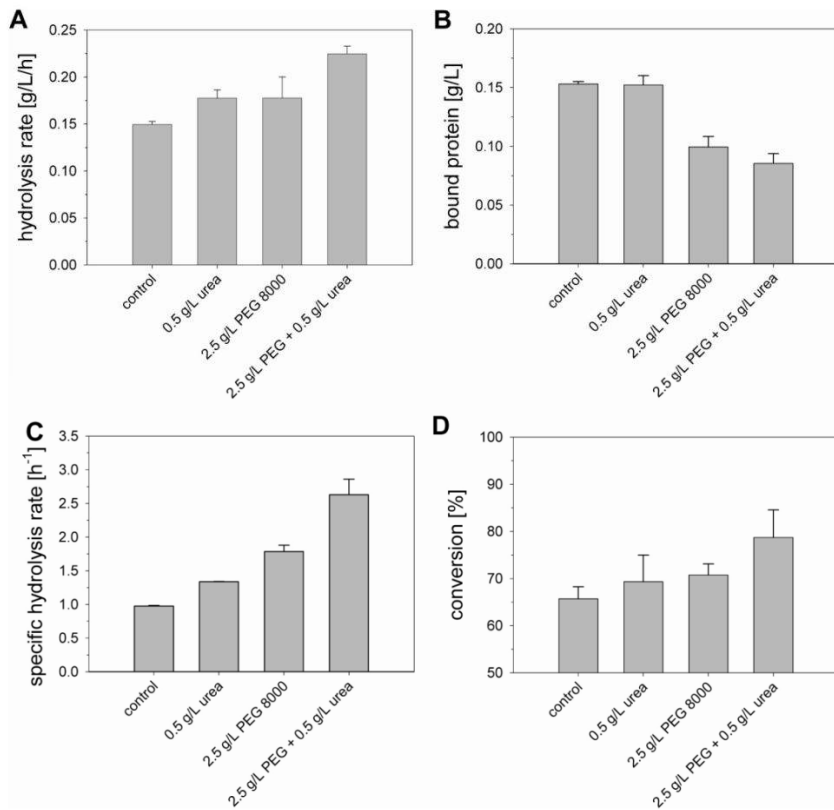 A
hydrolysis rate [g/L/h]
0.25
0.20
0.15
0.10
0.05
0.00
control
0.5 g/L urea
2.5 g/L PEG 8000
2.5 g/L PEG + 0.5 g/L urea
B
bound protein [g/L]
0.20
0.15
0.10
0.05
0.00
control
0.5 g/L urea
2.5 g/L PEG 8000
2.5 g/L PEG + 0.5 g/L urea
C
specific hydrolysis rate [h⁻¹]
3.5
3.0
2.5
2.0
1.5
1.0
0.5
0.0
control
0.5 g/L urea
2.5 g/L PEG 8000
2.5 g/L PEG + 0.5 g/L urea
D
conversion [%]
100
90
80
70
60
50
control
0.5 g/L urea
2.5 g/L PEG 8000
2.5 g/L PEG + 0.5 g/L urea